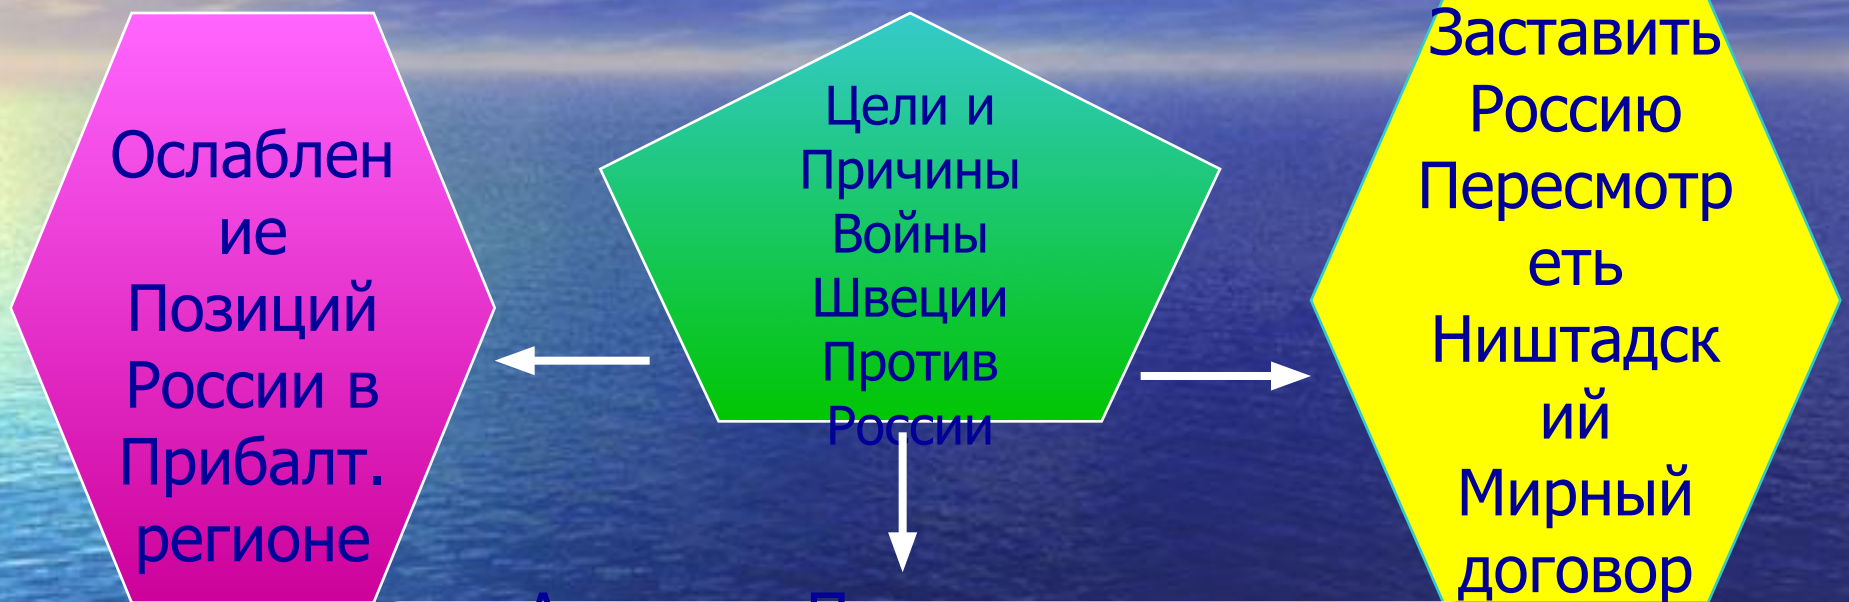 Ослаблен
ие
Позиций
России в
Прибалт.
регионе
Цели и
Причины
Войны
Швеции
Против
России
Заставить
Россию
Пересмотр
еть
Ништадск
ий
Мирный
договор